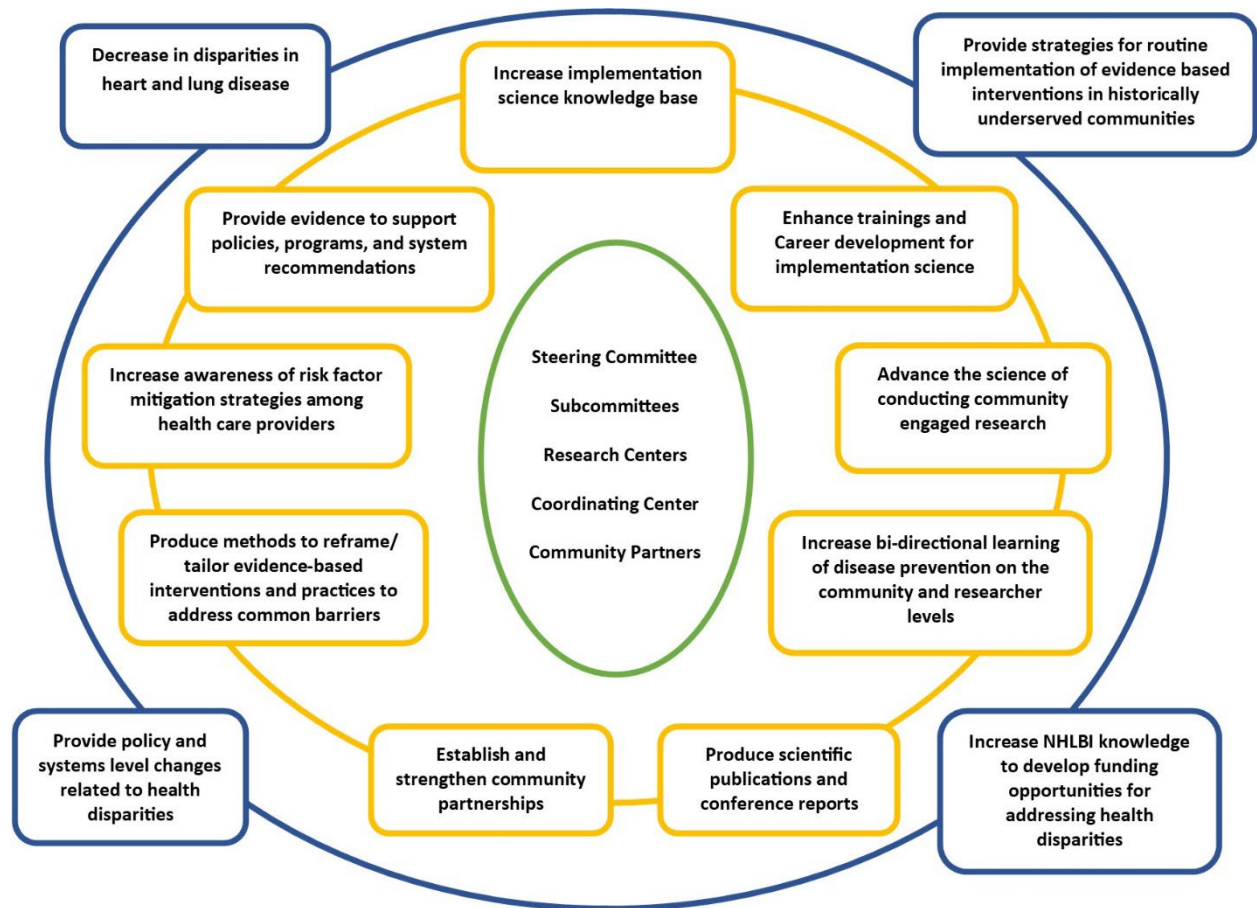 Decrease in disparities in
heart and lung disease
Increase implementation
science knowledge base
Provide strategies for routine
implementation of evidence based
interventions in historically
underserved communities
Provide evidence to support
policies, programs, and system
recommendations
Enhance trainings and
Career development for
implementation science
Increase awareness of risk factor
mitigation strategies among
health care providers
Steering Committee
Subcommittees
Research Centers
Coordinating Center
Community Partners
Advance the science of
conducting community
engaged research
Produce methods to reframe/
tailor evidence-based
interventions and practices to
address common barriers
Increase bi-directional learning
of disease prevention on the
community and researcher
levels
Provide policy and
systems level changes
related to health
disparities
Establish and
strengthen community
partnerships
Produce scientific
publications and
conference reports
Increase NHLBI knowledge
to develop funding
opportunities for
addressing health
disparities